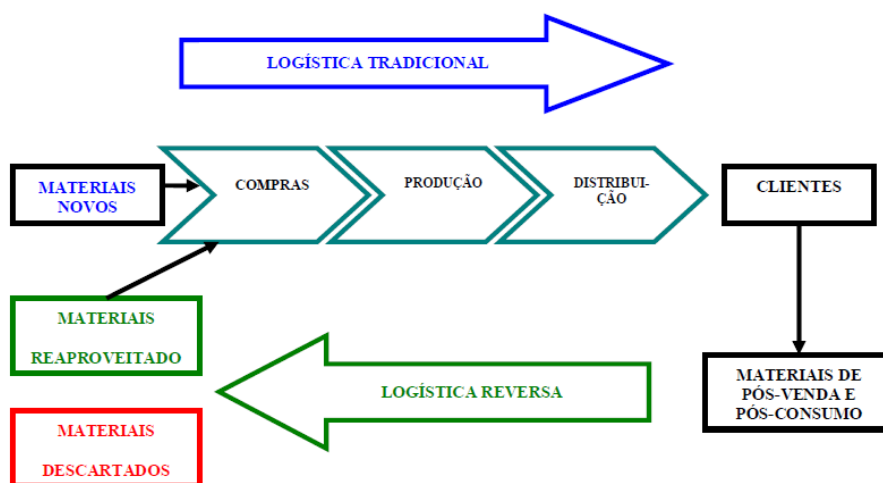 LOGÍSTICA TRADICIONAL
MATERIAIS
NOVOS
COMPRAS
PRODUÇÃO
DISTRIBUI-
ÇÃO
CLIENTES
MATERIAIS
REAPROVEITADO
LOGÍSTICA REVERSA
MATERIAIS DE
PÓS-VENDA E
PÓS-CONSUMO
MATERIAIS
DESCARTADOS